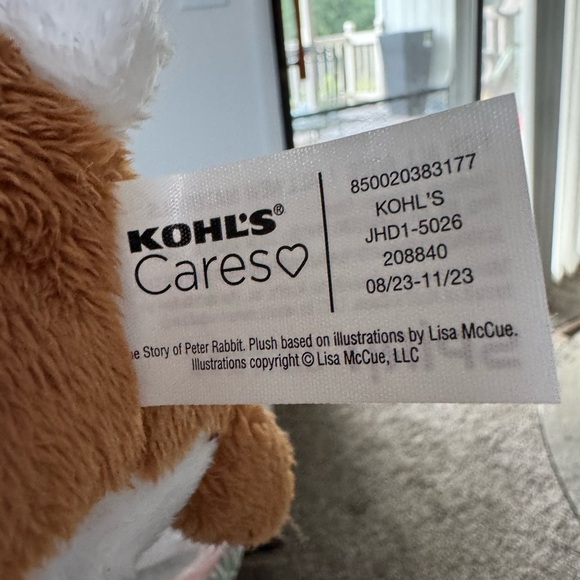 KOHL'S®
Cares♡
850020383177
KOHL'S
JHD1-5026
208840
08/23-11/23
Story of Peter Rabbit. Plush based on illustrations by Lisa McCue.
Illustrations copyright © Lisa McCue, LLC